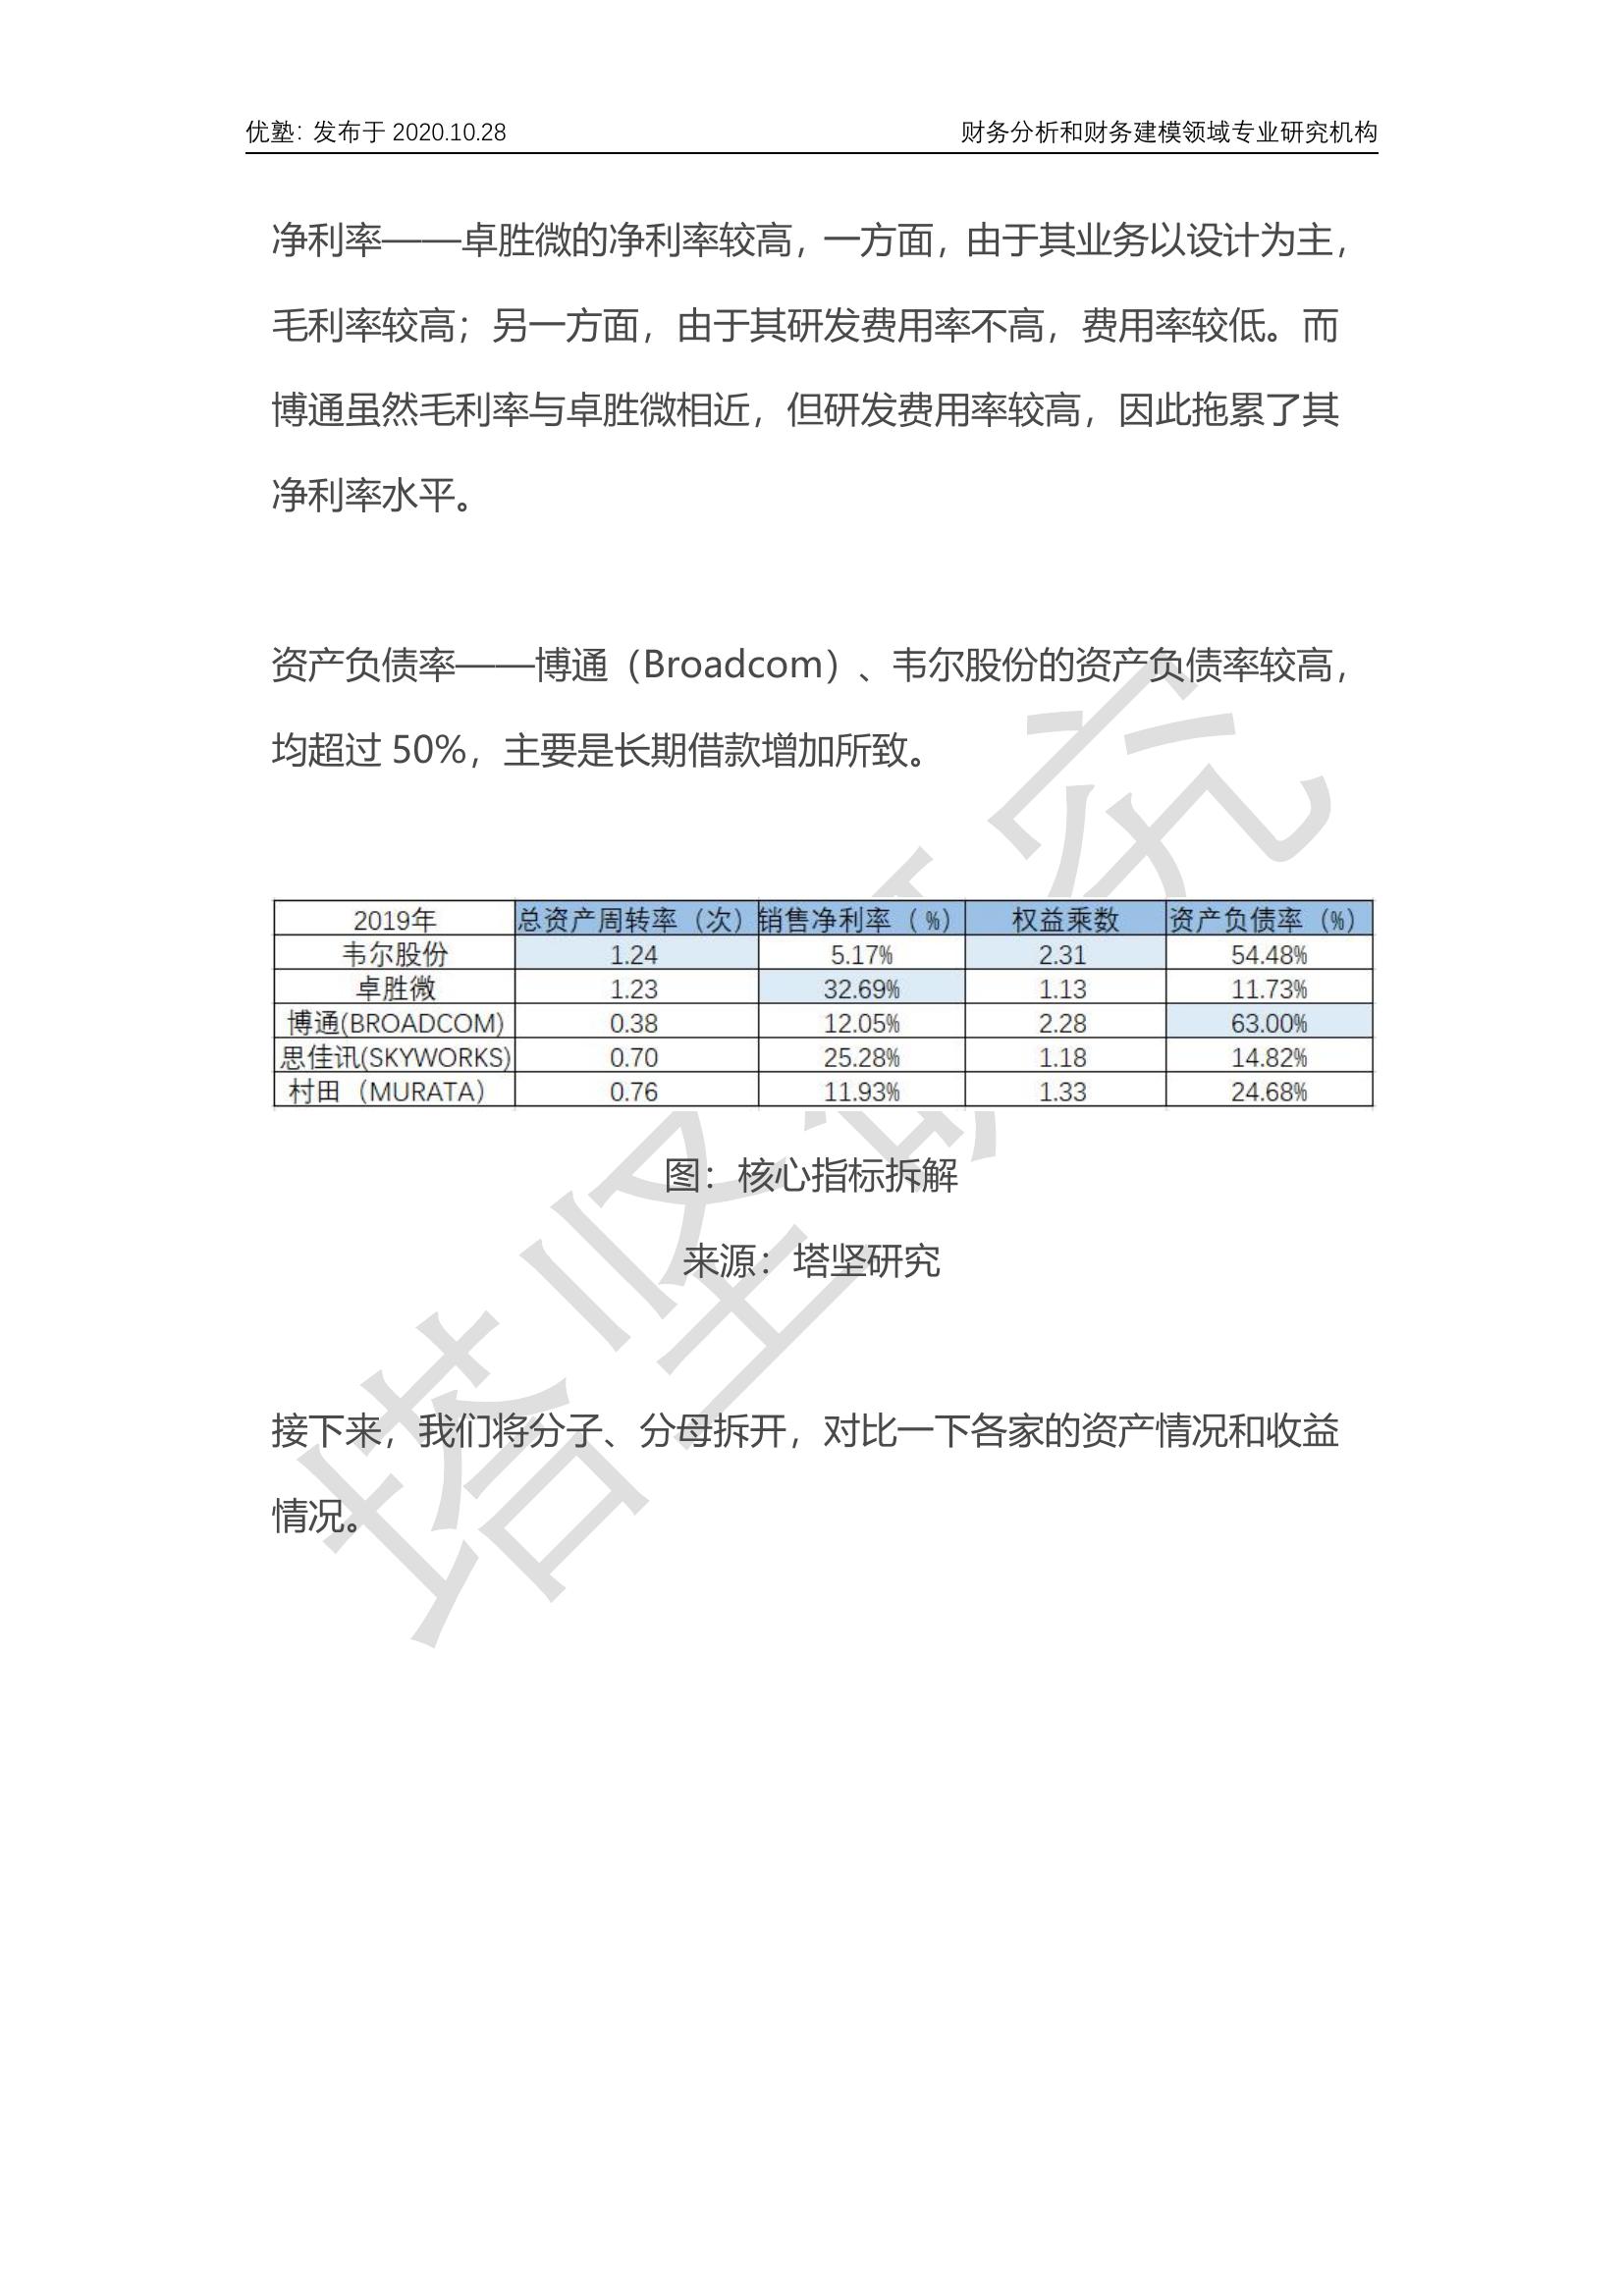 优塾：发布于 2020.10.28 财务分析和财务建模领域专业研究机构
净利率——卓胜微的净利率较高，一方面，由于其业务以设计为主，
毛利率较高；另一方面，由于其研发费用率不高，费用率较低。而
博通虽然毛利率与卓胜微相近，但研发费用率较高，因此拖累了其
净利率水平。
资产负债率——博通（Broadcom）、韦尔股份的资产负债率较高，
均超过 50%，主要是长期借款增加所致。
2019年 总资产周转率（次） 销售净利率（%） 权益乘数 资产负债率（%）
韦尔股份 1.24 5.17% 2.31 54.48%
卓胜微 1.23 32.69% 1.13 11.73%
博通(BROADCOM) 0.38 12.05% 2.28 63.00%
思佳讯(SKYWORKS) 0.70 25.28% 1.18 14.82%
村田（MURATA） 0.76 11.93% 1.33 24.68%
图：核心指标拆解
来源：塔坚研究
接下来，我们将分子、分母拆开，对比一下各家的资产情况和收益
情况。
塔坚研究